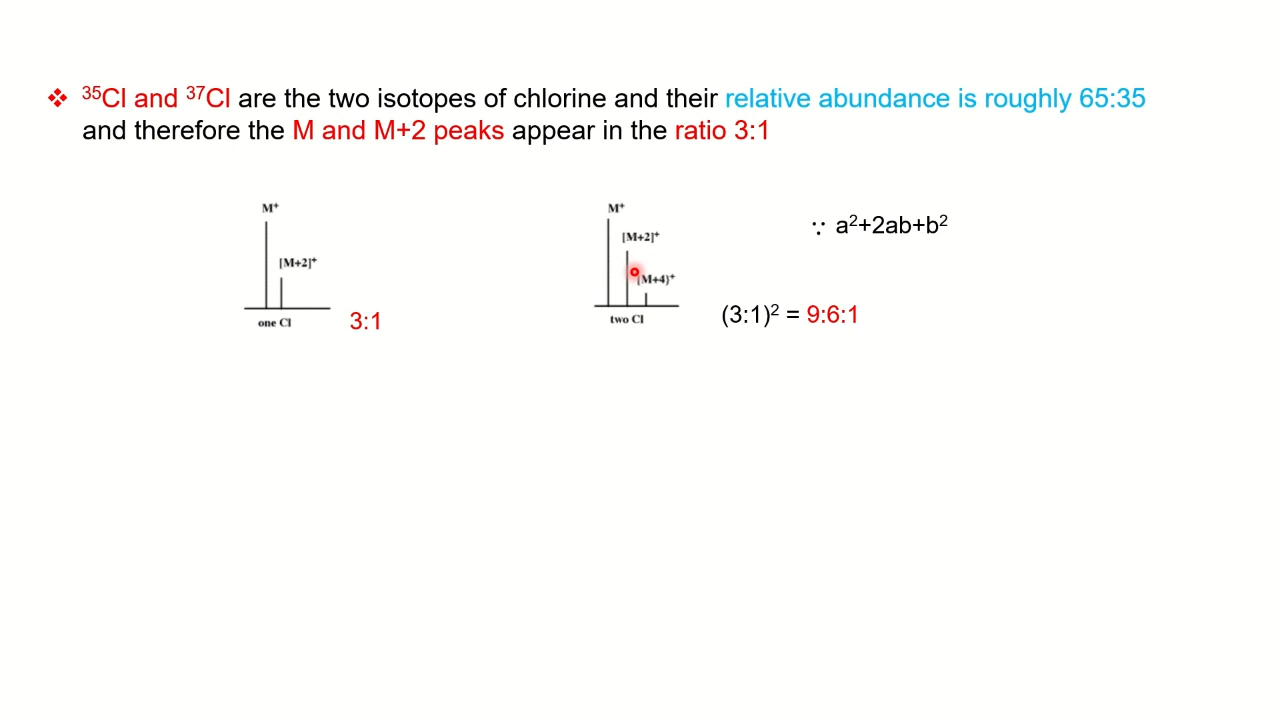 ❖ ³⁵Cl and ³⁷Cl are the two isotopes of chlorine and their relative abundance is roughly 65:35
and therefore the M and M+2 peaks appear in the ratio 3:1
M⁺
[M+2]⁺
one Cl
3:1
M⁺
[M+2]⁺
(M+4)⁺
two Cl
∵ a²+2ab+b²
(3:1)² = 9:6:1